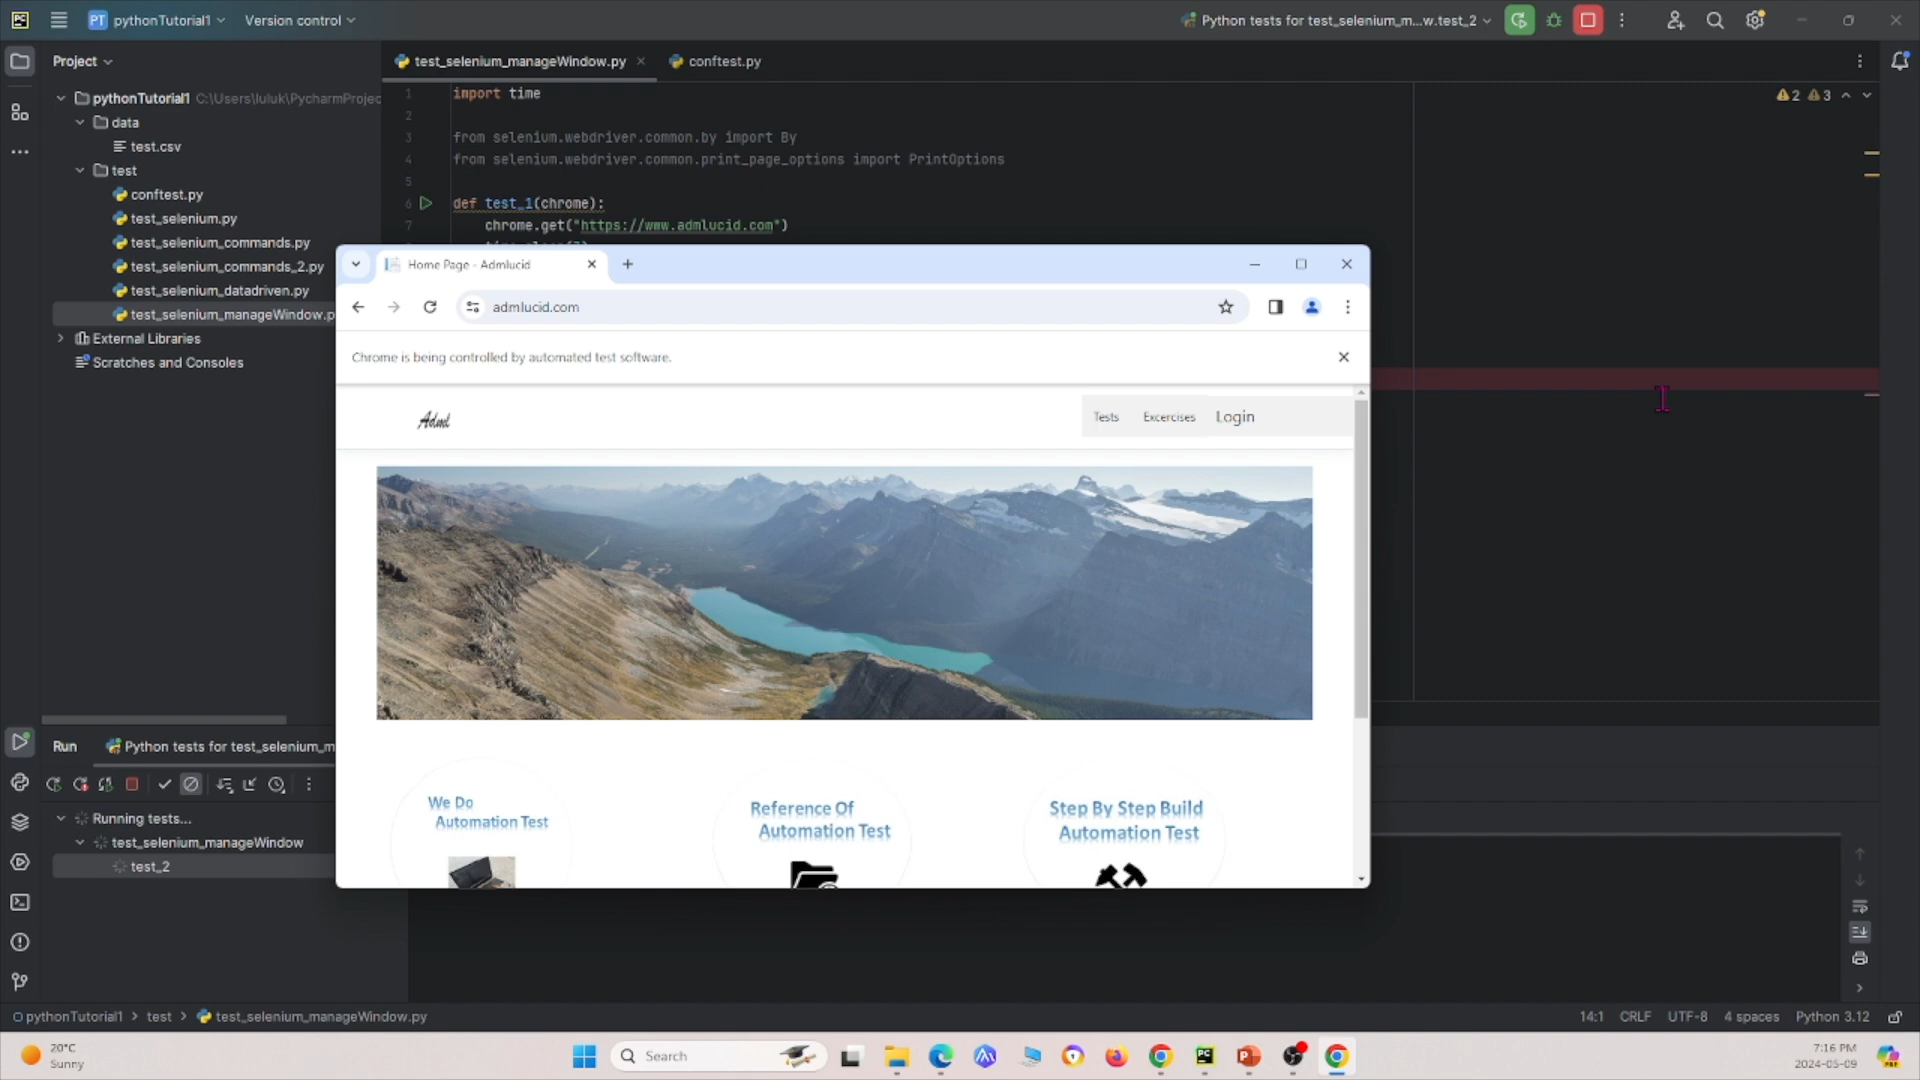 PT pythonTutorial1
Version control
Python tests for test_selenium_m...w.test_2
Project
test_selenium_manageWindow.py
conftest.py
pythonTutorial1 C:\Users\luluk\PycharmProjec
data
test.csv
test
conftest.py
test_selenium.py
test_selenium_commands.py
test_selenium_commands_2.py
test_selenium_datadriven.py
test_selenium_manageWindow.p
External Libraries
Scratches and Consoles
1 import time
2
3 from selenium.webdriver.common.by import By
4 from selenium.webdriver.common.print_page_options import PrintOptions
5
6 def test_1(chrome):
7 chrome.get("https://www.admlucid.com")
2 3
Home Page - Admlucid
admlucid.com
Chrome is being controlled by automated test software.
Tests Excercises Login
We Do
Automation Test
Reference Of
Automation Test
Step By Step Build
Automation Test
Run Python tests for test_selenium_m
Running tests...
test_selenium_manageWindow
test_2
pythonTutorial1 > test > test_selenium_manageWindow.py
14:1 CRLF UTF-8 4 spaces Python 3.12
20°C
Sunny
Search
7:16 PM
2024-05-09